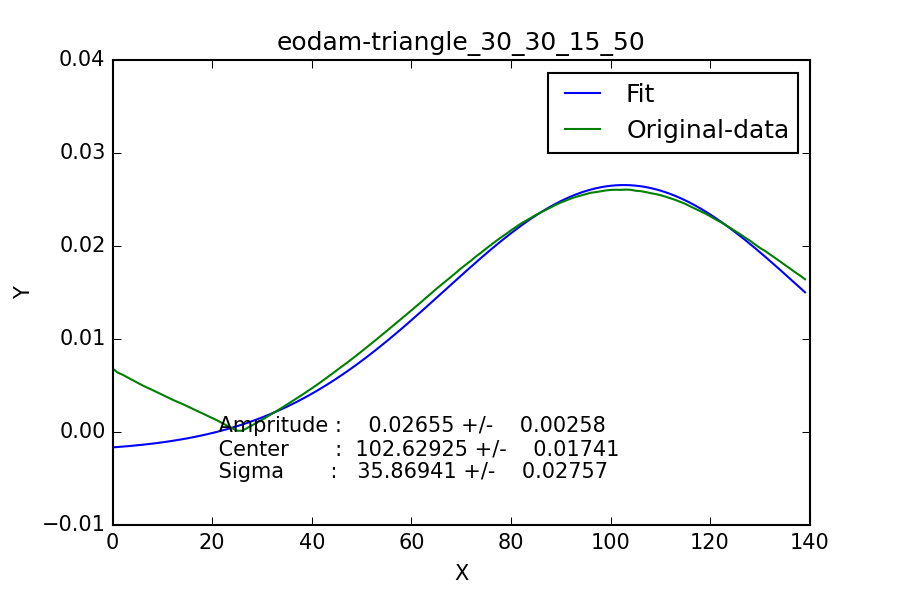 eodam-triangle_30_30_15_50
Fit
Original-data
0.04
0.03
0.02
0.01
0.00
−0.01
Y
Ampritude : 0.02655 +/- 0.00258
Center : 102.62925 +/- 0.01741
Sigma : 35.86941 +/- 0.02757
0 20 40 60 80 100 120 140
X